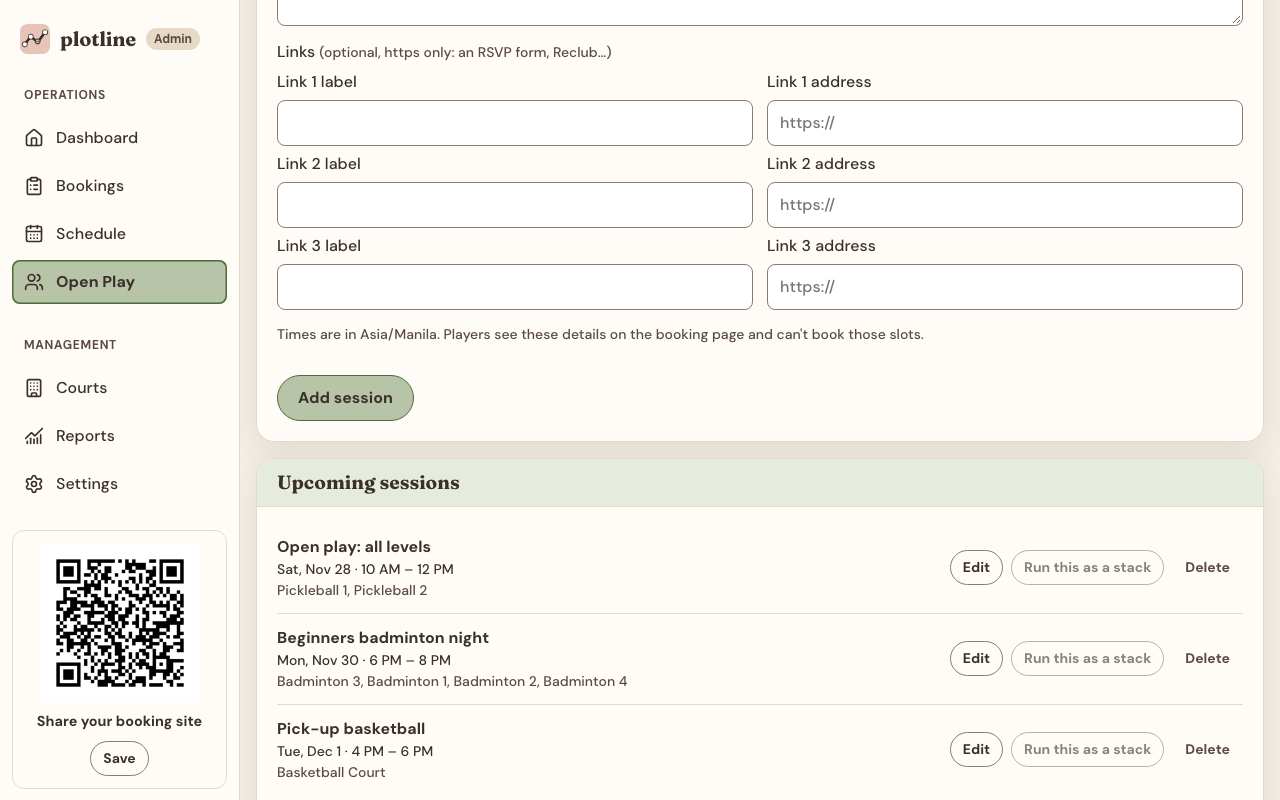 plotline Admin
OPERATIONS
Dashboard
Bookings
Schedule
Open Play
MANAGEMENT
Courts
Reports
Settings
Share your booking site
Save
Links (optional, https only: an RSVP form, Reclub…)
Link 1 label Link 1 address
https://
Link 2 label Link 2 address
https://
Link 3 label Link 3 address
https://
Times are in Asia/Manila. Players see these details on the booking page and can't book those slots.
Add session
Upcoming sessions
Open play: all levels
Sat, Nov 28 · 10 AM – 12 PM
Pickleball 1, Pickleball 2
Edit Run this as a stack Delete
Beginners badminton night
Mon, Nov 30 · 6 PM – 8 PM
Badminton 3, Badminton 1, Badminton 2, Badminton 4
Edit Run this as a stack Delete
Pick-up basketball
Tue, Dec 1 · 4 PM – 6 PM
Basketball Court
Edit Run this as a stack Delete